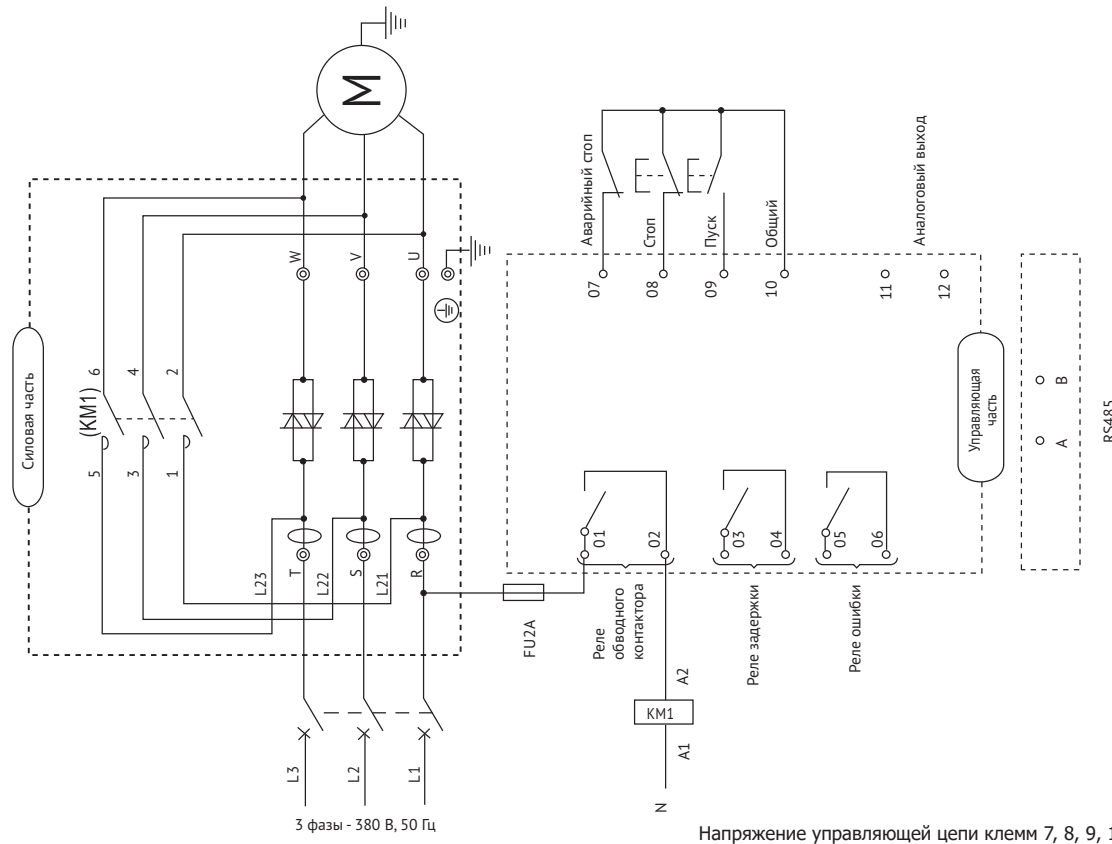 Силовая часть
(KM1)
5
6
3
4
1
2
M
W
V
U
T
S
R
L23
L22
L21
L3
L2
L1
3 фазы - 380 В, 50 Гц
FU2A
Аварийный стоп
Стоп
Пуск
Общий
Аналоговый выход
07
08
09
10
11
12
Управляющая
часть
01
02
03
04
05
06
Реле
обводного
контактора
Реле задержки
Реле ошибки
A
B
RS485
KM1
A2
A1
N
Напряжение управляющей цепи клемм 7, 8, 9, 1